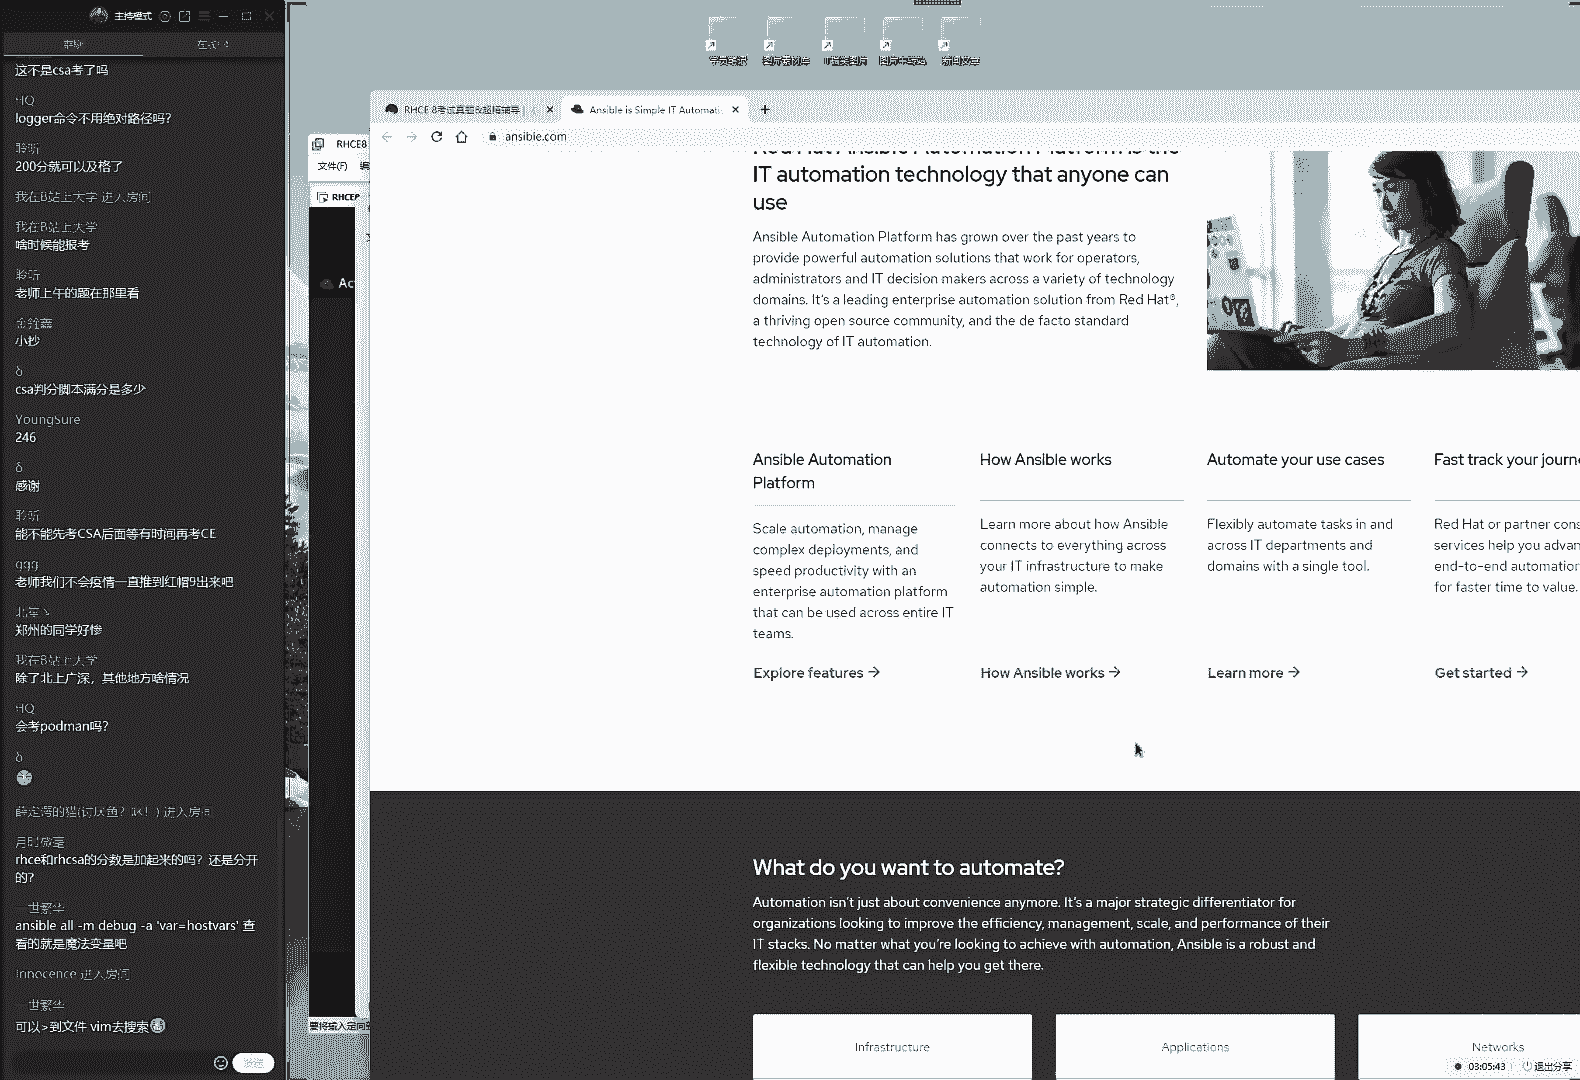 主持模式
这不是csa考了吗
HQ
logger命令不用绝对路径吗?
聆听
200分就可以及格了
我在B站上大学 进入房间
我在B站上大学
啥时候能报考
聆听
老师上午的题在那里看
小抄
δ
csa判分脚本满分是多少
YoungSure
246
δ
感谢
聆听
能不能先考CSA后面等有时间再考CE
qqq
老师我们不会疫情一直推到红帽9出来吧
郑州的同学好惨
我在B站上大学
除了北上广深，其他地方啥情况
HQ
会考podman吗?
δ
进入房间
rhce和rhcsa的分数是加起来的吗? 还是分开
的?
一世繁华
ansible all -m debug -a 'var=hostvars' 查
看的就是魔法变量吧
Innocence 进入房间
一世繁华
可以>到文件 vim去搜索
RHCE8
文件(F) 编
RHCE
Ac
RHCE 8考试真题&超接辅导 |
Ansible is Simple IT Automati
ansible.com
Red Hat Ansible Automation Platform is the
IT automation technology that anyone can
use
Ansible Automation Platform has grown over the past years to
provide powerful automation solutions that work for operators,
administrators and IT decision makers across a variety of technology
domains. It's a leading enterprise automation solution from Red Hat®,
a thriving open source community, and the de facto standard
technology of IT automation.
Ansible Automation
Platform
Scale automation, manage
complex deployments, and
speed productivity with an
enterprise automation platform
that can be used across entire IT
teams.
Explore features →
How Ansible works
Learn more about how Ansible
connects to everything across
your IT infrastructure to make
automation simple.
How Ansible works →
Automate your use cases
Flexibly automate tasks in and
across IT departments and
domains with a single tool.
Learn more →
Fast track your journ
Red Hat or partner cons
services help you advan
end-to-end automation
for faster time to value.
Get started →
What do you want to automate?
Automation isn't just about convenience anymore. It's a major strategic differentiator for
organizations looking to improve the efficiency, management, scale, and performance of their
IT stacks. No matter what you're looking to achieve with automation, Ansible is a robust and
flexible technology that can help you get there.
Infrastructure
Applications
Networks
03:05:43 退出分享